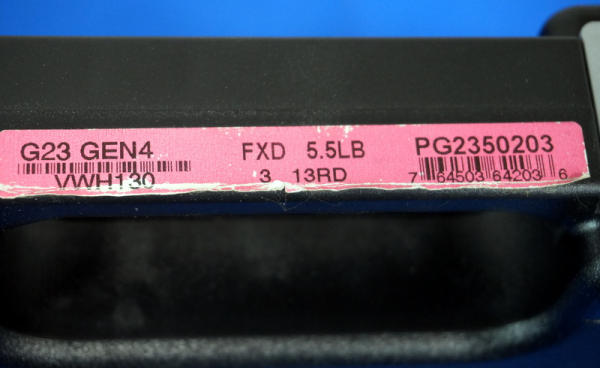 G23 GEN4 FXD 5.5LB PG2350203
VWH130 3 13RD 7 64503 64203 6